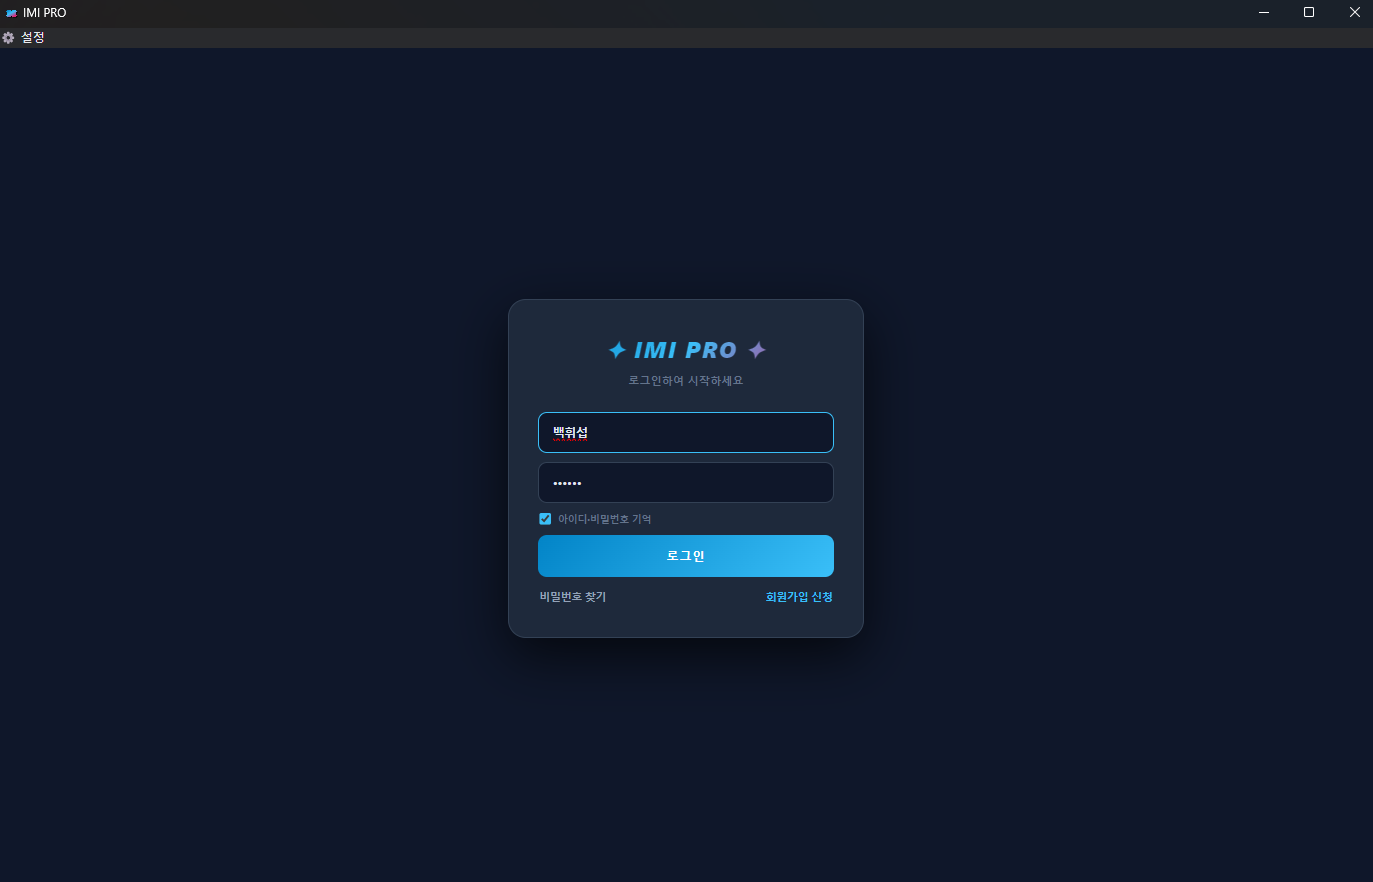 IMI PRO
설정
✦ IMI PRO ✦
로그인하여 시작하세요
백휘섭
••••••
아이디·비밀번호 기억
로그인
비밀번호 찾기 회원가입 신청